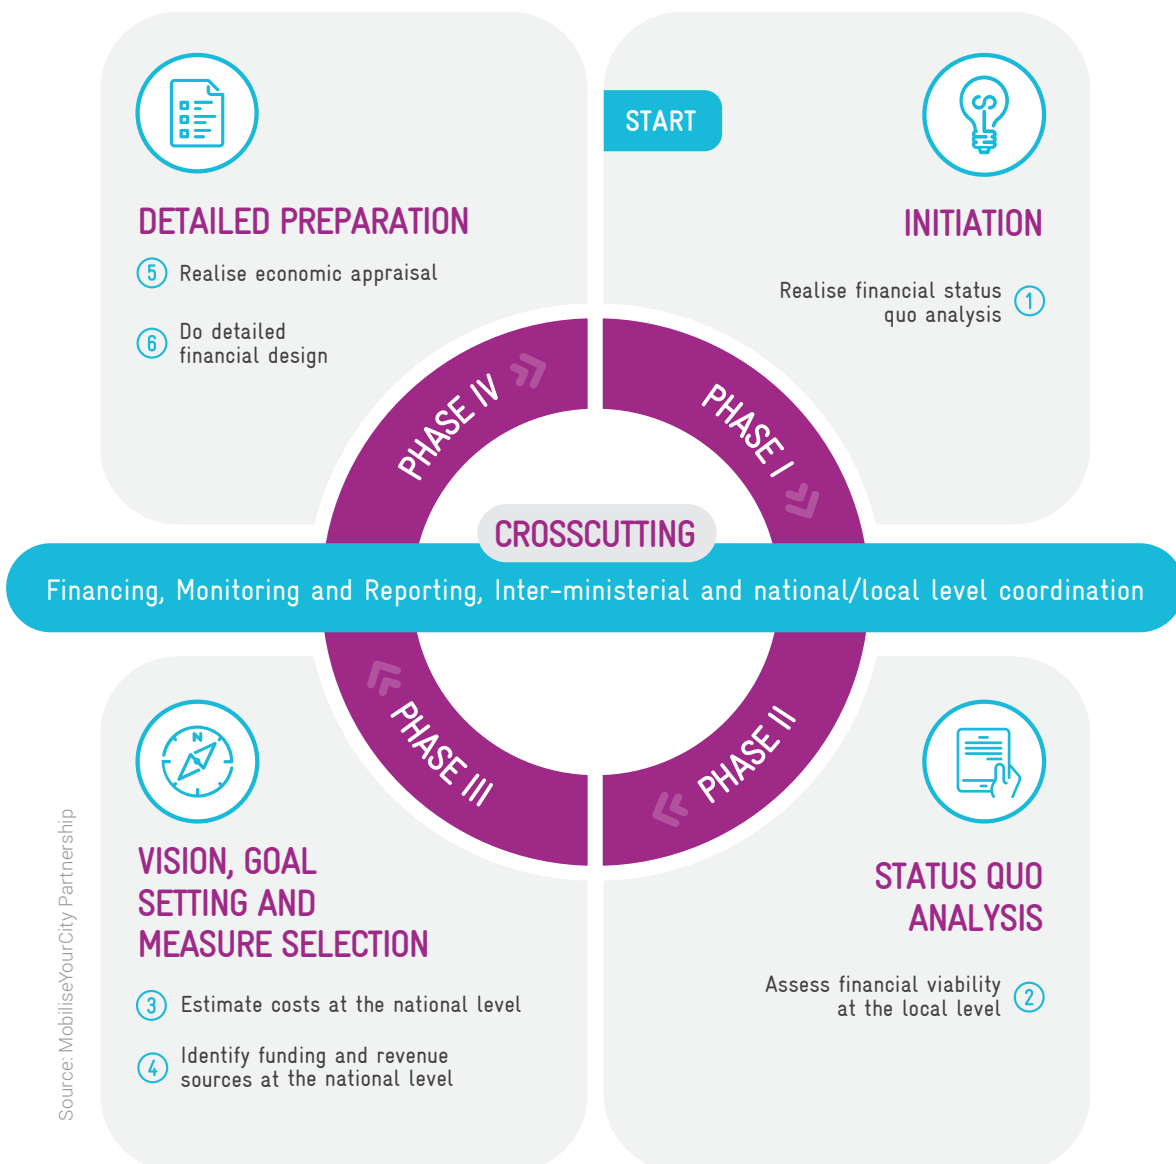 START
INITIATION
Realise financial status
quo analysis
1
PHASE I
STATUS QUO
ANALYSIS
Assess financial viability
at the local level
2
PHASE II
VISION, GOAL
SETTING AND
MEASURE SELECTION
3 Estimate costs at the national level
4 Identify funding and revenue
sources at the national level
PHASE III
N
DETAILED PREPARATION
5 Realise economic appraisal
6 Do detailed
financial design
PHASE IV
CROSSCUTTING
Financing, Monitoring and Reporting, Inter-ministerial and national/local level coordination
Source: MobiliseYourCity Partnership